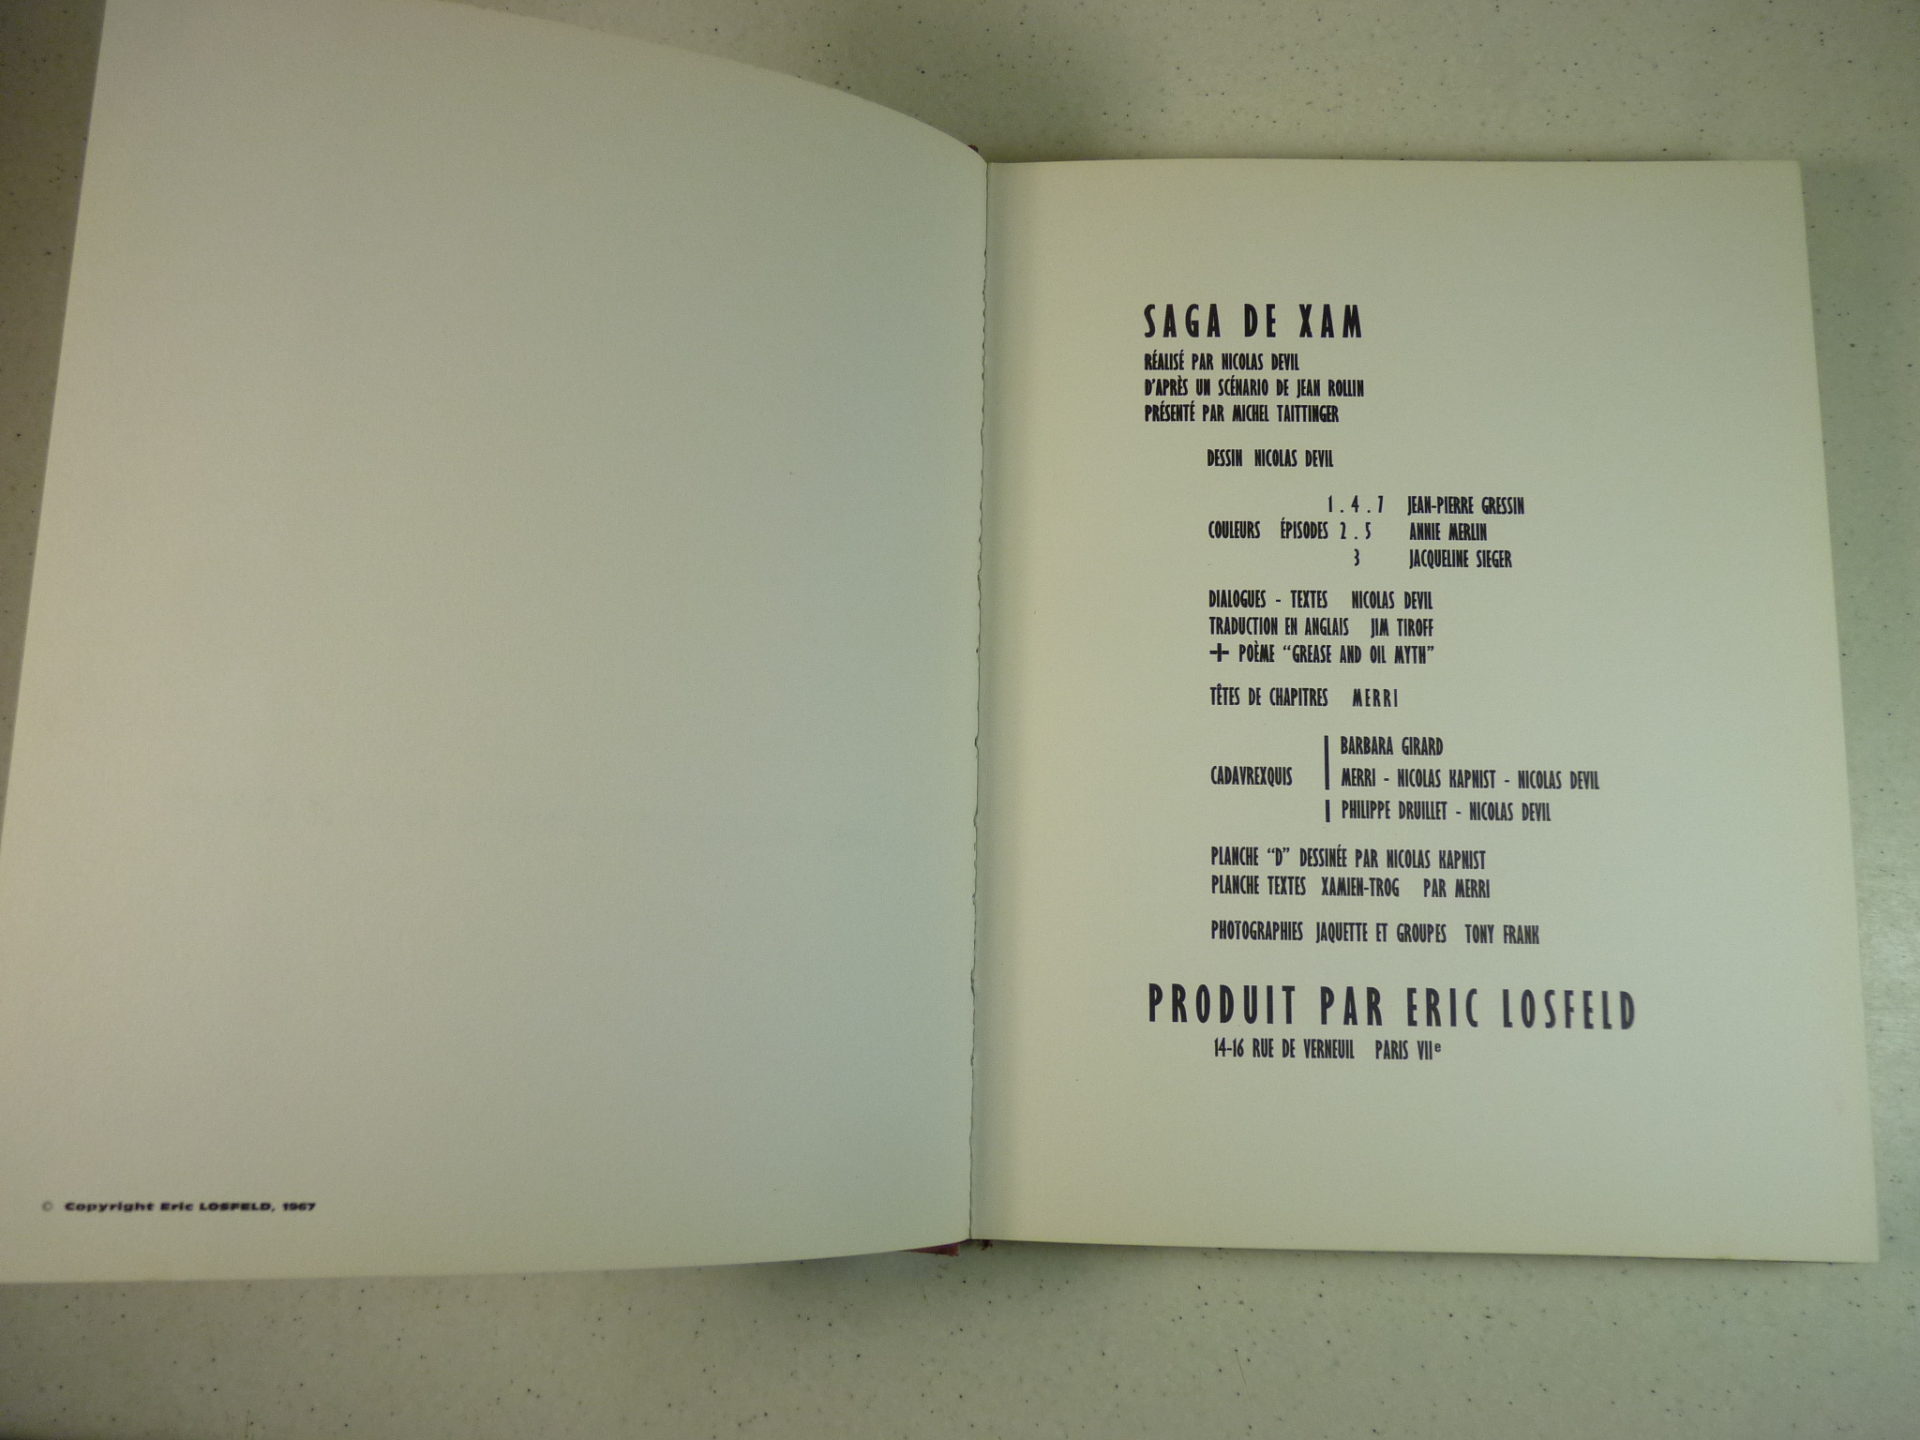 © Copyright Eric LOSFELD, 1967
SAGA DE XAM
RÉALISÉ PAR NICOLAS DEVIL
D'APRÈS UN SCÉNARIO DE JEAN ROLLIN
PRÉSENTÉ PAR MICHEL TAITTINGER
DESSIN NICOLAS DEVIL
1 . 4 . 7 JEAN-PIERRE GRESSIN
COULEURS ÉPISODES 2 . 5 ANNIE MERLIN
3 JACQUELINE SIEGER
DIALOGUES - TEXTES NICOLAS DEVIL
TRADUCTION EN ANGLAIS JIM TIROFF
+ POÈME “GREASE AND OIL MYTH”
TÊTES DE CHAPITRES MERRI
BARBARA GIRARD
CADAVREXQUIS MERRI - NICOLAS KAPNIST - NICOLAS DEVIL
PHILIPPE DRUILLET - NICOLAS DEVIL
PLANCHE “D” DESSINÉE PAR NICOLAS KAPNIST
PLANCHE TEXTES XAMIEN-TROG PAR MERRI
PHOTOGRAPHIES JAQUETTE ET GROUPES TONY FRANK
PRODUIT PAR ERIC LOSFELD
14-16 RUE DE VERNEUIL PARIS VIIe